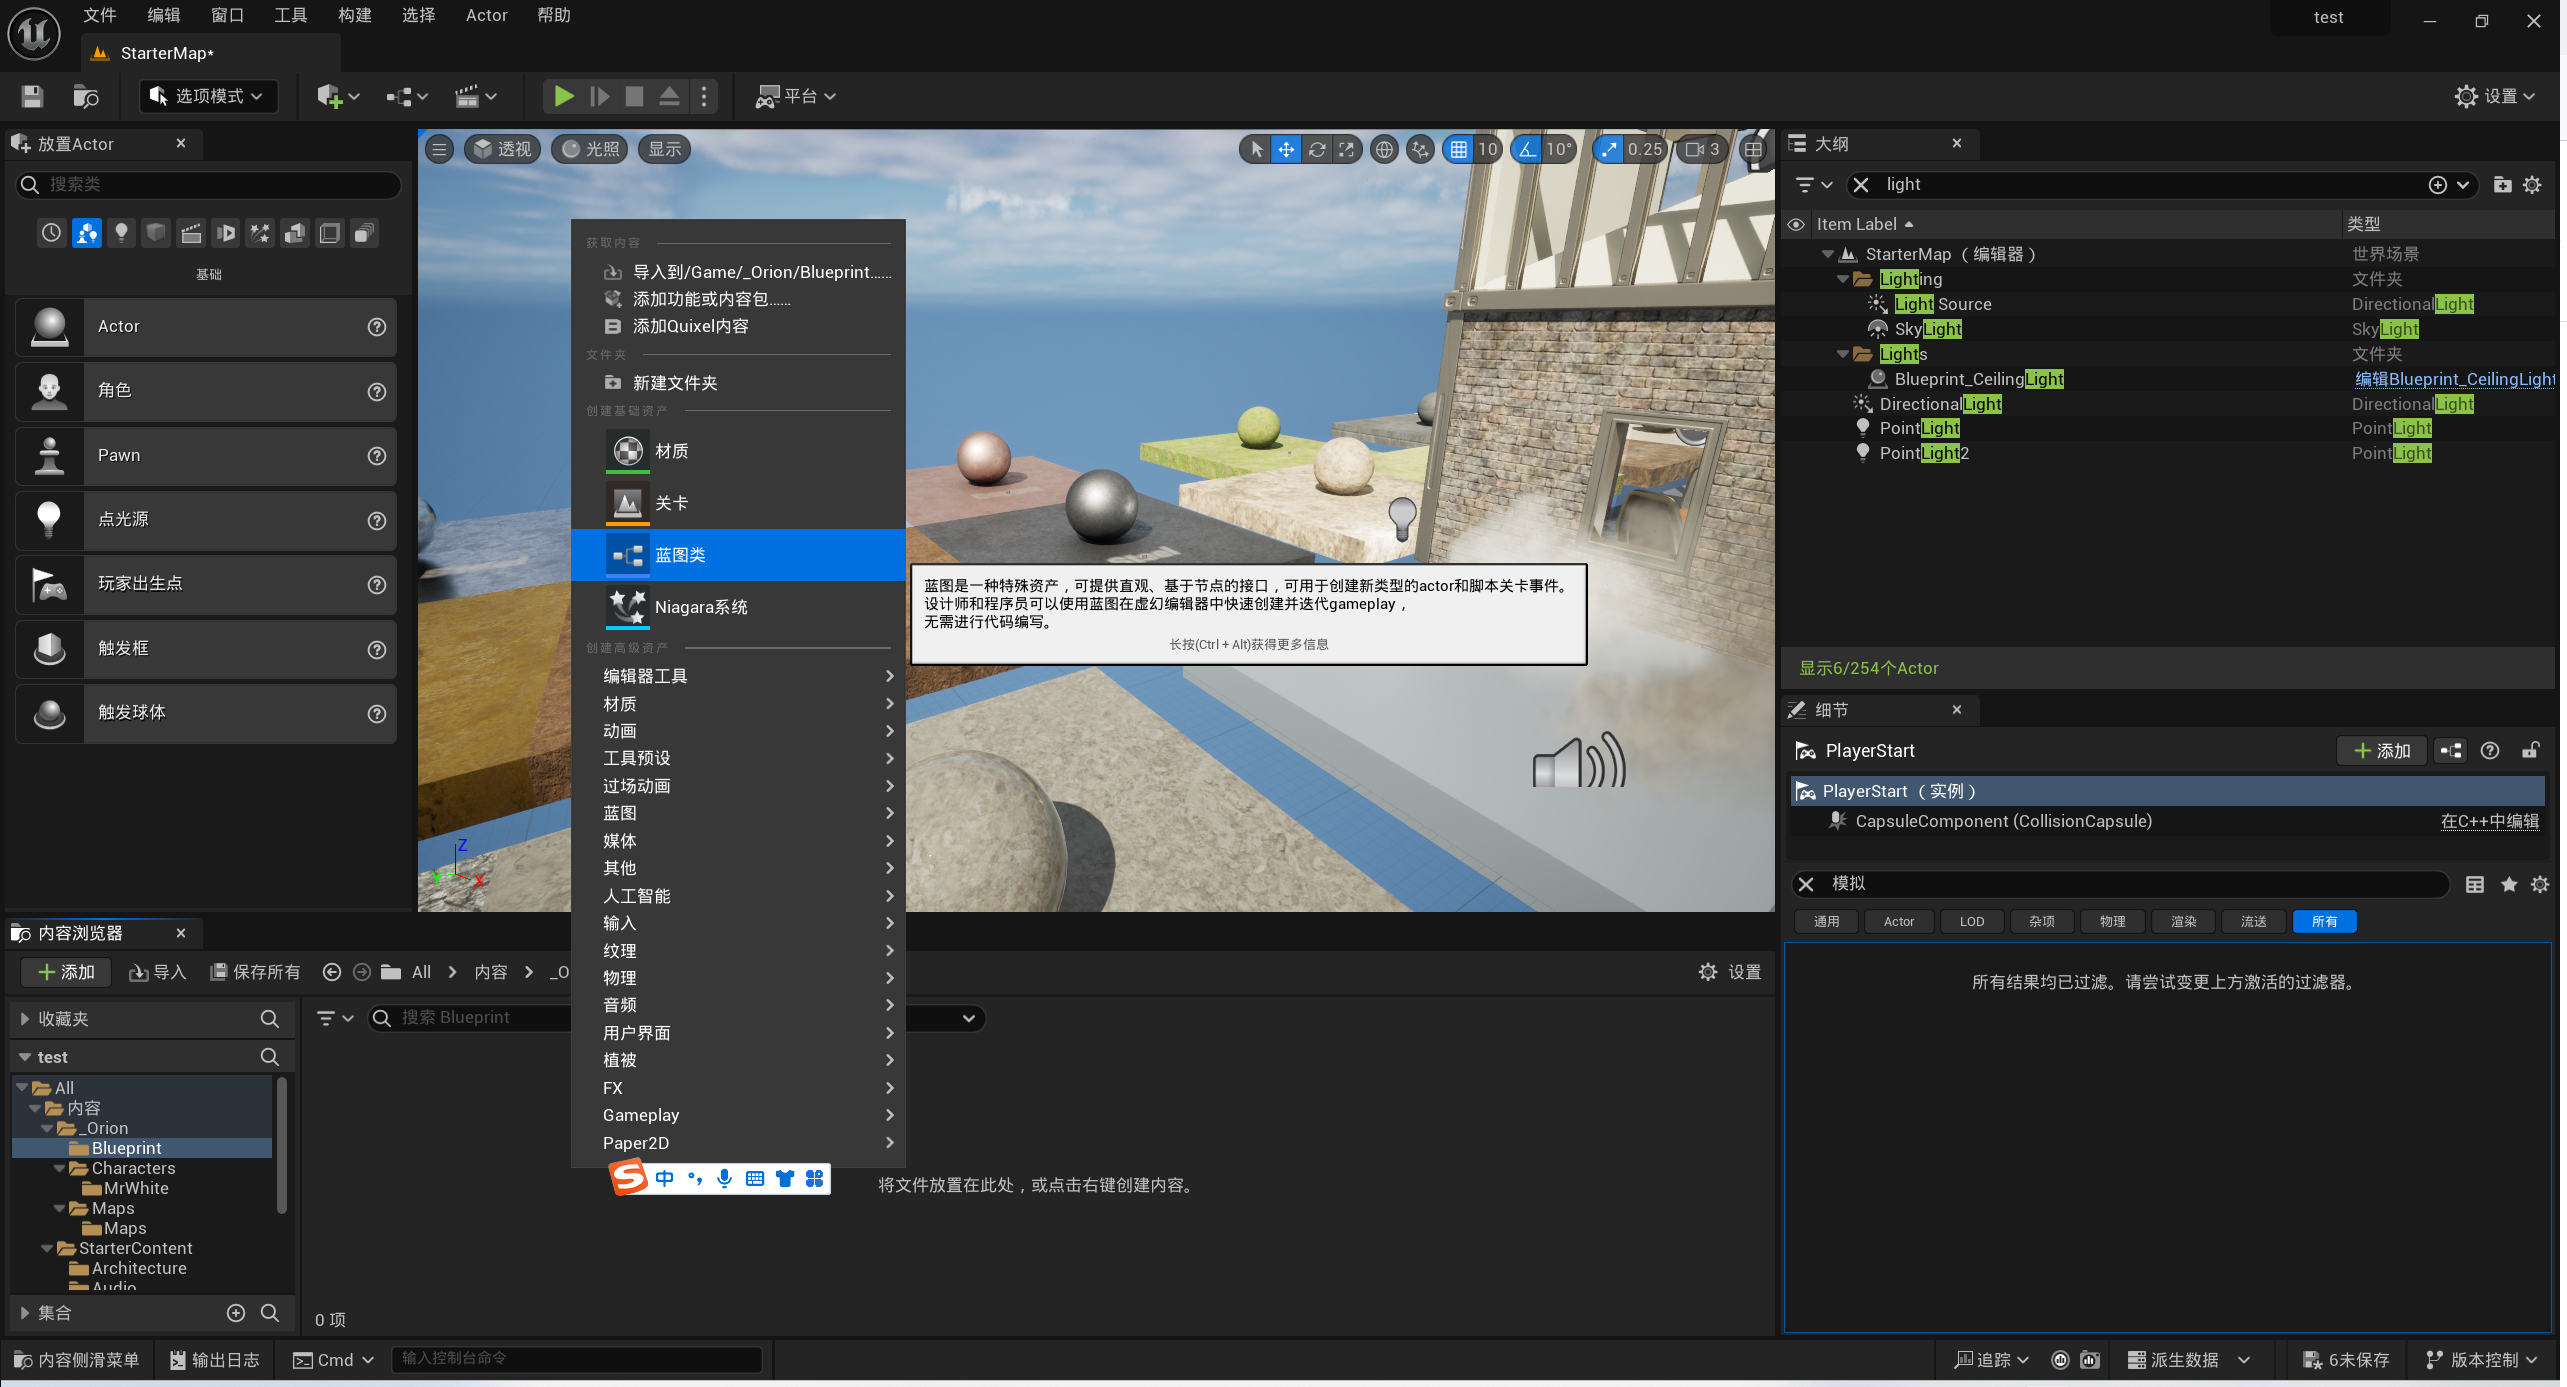 文件 编辑 窗口 工具 构建 选择 Actor 帮助
test
StarterMap*
选项模式
平台
设置
放置Actor
搜索类
基础
Actor
角色
Pawn
点光源
玩家出生点
触发框
触发球体
透视
光照
显示
10
10°
0.25
3
获取内容
导入到/Game/_Orion/Blueprint......
添加功能或内容包......
添加Quixel内容
文件夹
新建文件夹
创建基础资产
材质
关卡
蓝图类
Niagara系统
创建高级资产
编辑器工具
材质
动画
工具预设
过场动画
蓝图
媒体
其他
人工智能
输入
纹理
物理
音频
用户界面
植被
FX
Gameplay
Paper2D
蓝图是一种特殊资产，可提供直观、基于节点的接口，可用于创建新类型的actor和脚本关卡事件。
设计师和程序员可以使用蓝图在虚幻编辑器中快速创建并迭代gameplay，
无需进行代码编写。
长按(Ctrl + Alt)获得更多信息
Z
Y
X
大纲
light
Item Label 类型
StarterMap （编辑器） 世界场景
Lighting 文件夹
Light Source DirectionalLight
SkyLight SkyLight
Lights 文件夹
Blueprint_CeilingLight 编辑Blueprint_CeilingLight
DirectionalLight DirectionalLight
PointLight PointLight
PointLight2 PointLight
显示6/254个Actor
细节
PlayerStart
添加
PlayerStart （实例）
CapsuleComponent (CollisionCapsule) 在C++中编辑
模拟
通用 Actor LOD 杂项 物理 渲染 流送 所有
所有结果均已过滤。请尝试变更上方激活的过滤器。
内容浏览器
添加 导入 保存所有 All 内容 _O
设置
收藏夹
搜索 Blueprint
test
All
内容
_Orion
Blueprint
Characters
MrWhite
Maps
Maps
StarterContent
Architecture
Audio
集合
中
将文件放置在此处，或点击右键创建内容。
0 项
内容侧滑菜单 输出日志 Cmd 输入控制台命令
追踪 派生数据 6未保存 版本控制